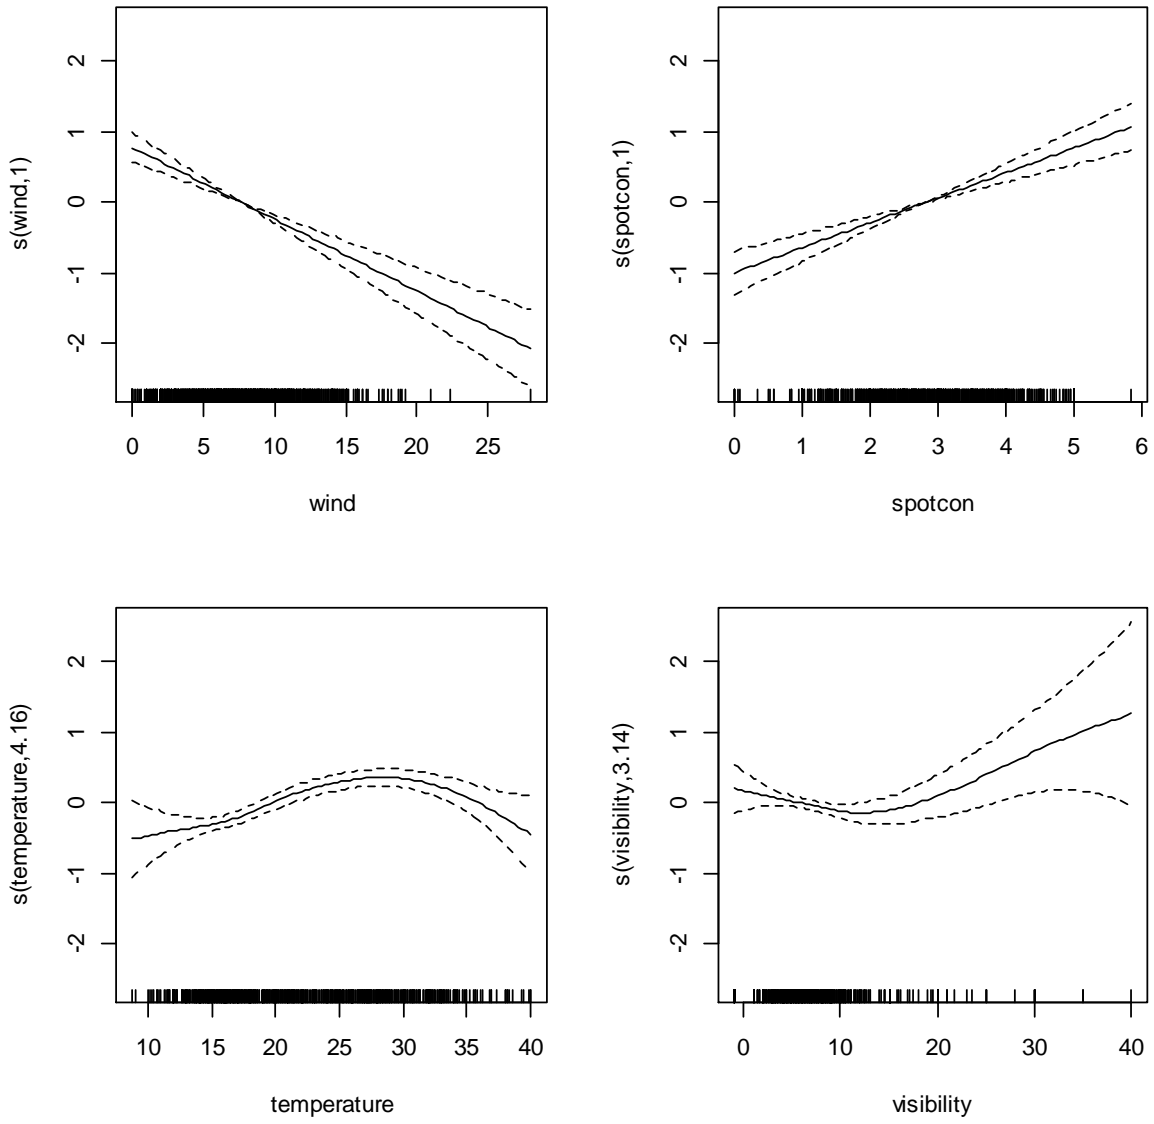 s(wind,1)
2
1
0
-1
-2
0 5 10 15 20 25
wind
s(spotcon,1)
2
1
0
-1
-2
0 1 2 3 4 5 6
spotcon
s(temperature,4.16)
2
1
0
-1
-2
10 15 20 25 30 35 40
temperature
s(visibility,3.14)
2
1
0
-1
-2
0 10 20 30 40
visibility